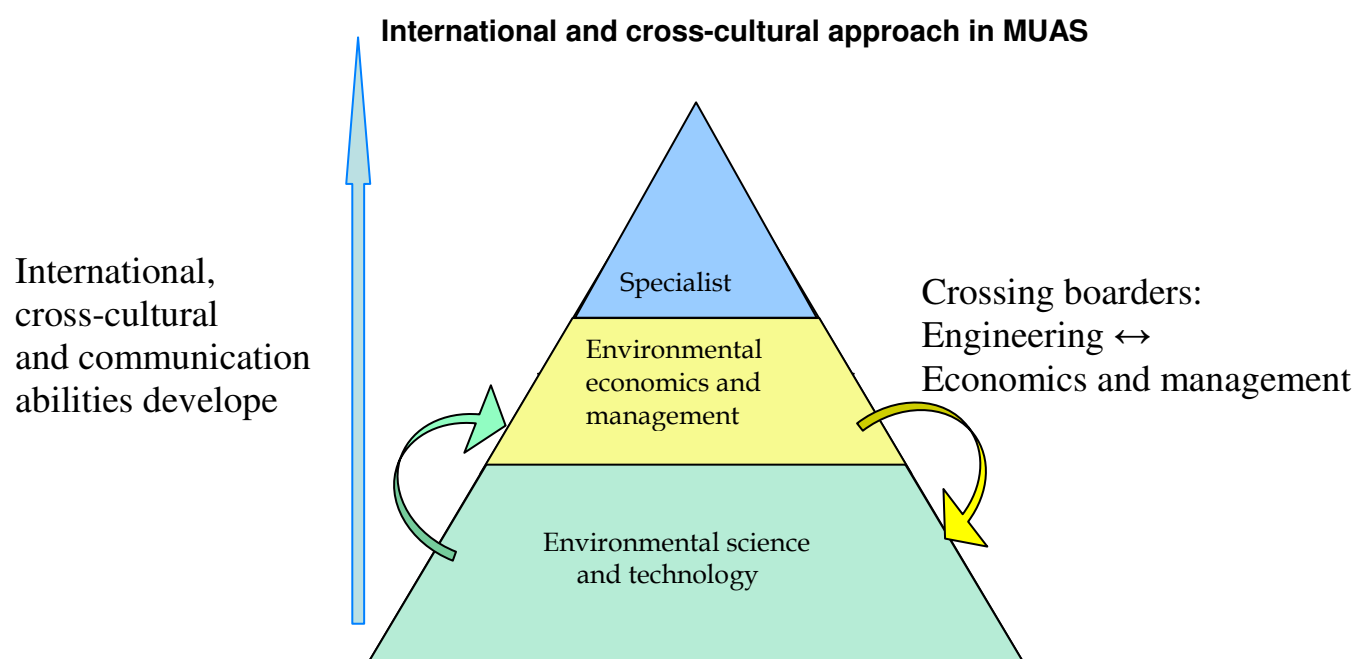 International and cross-cultural approach in MUAS
International,
cross-cultural
and communication
abilities develope
Specialist
Environmental
economics and
management
Environmental science
and technology
Crossing boarders:
Engineering ↔
Economics and management